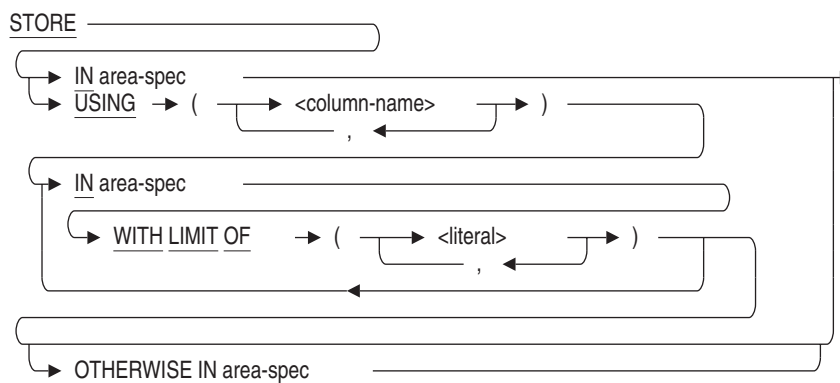 STORE
IN area-spec
USING ( <column-name> )
,
IN area-spec
WITH LIMIT OF ( <literal> )
,
OTHERWISE IN area-spec